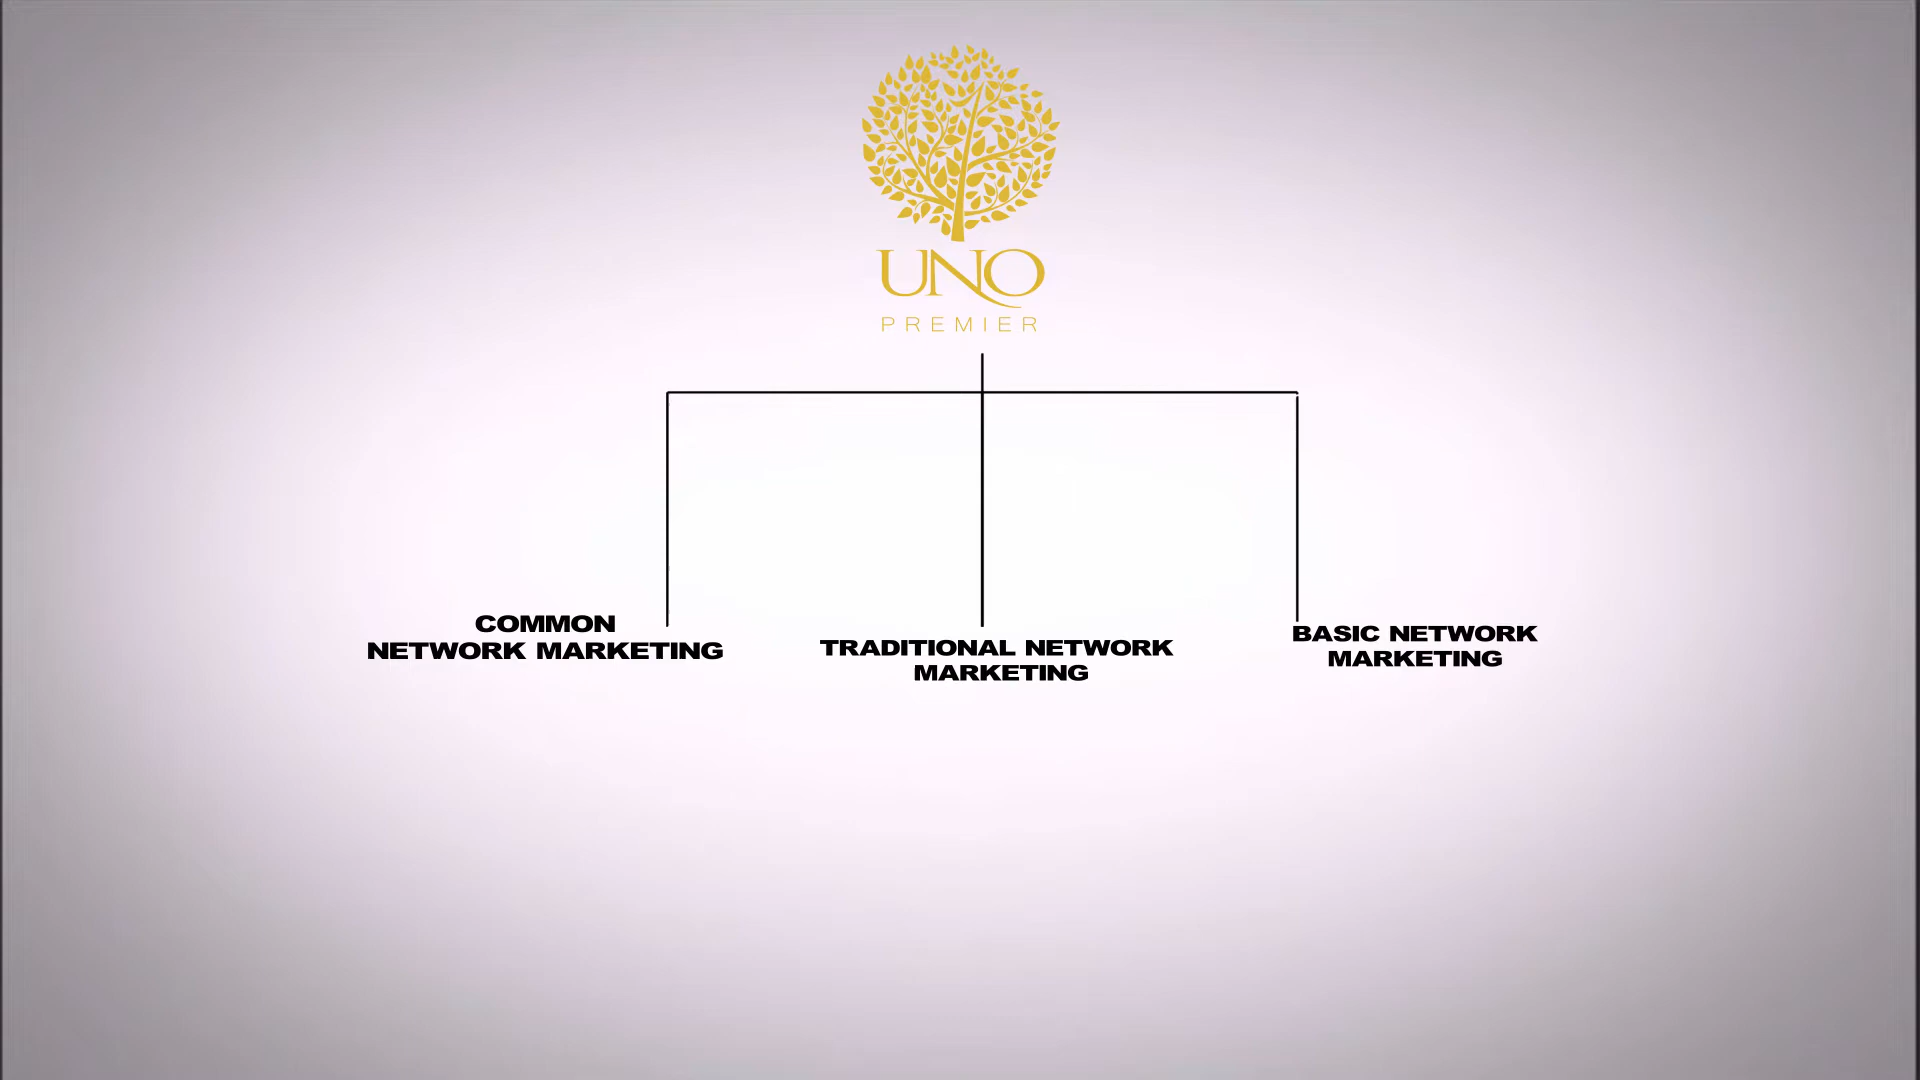 UNO
PREMIER
COMMON
NETWORK MARKETING
TRADITIONAL NETWORK
MARKETING
BASIC NETWORK
MARKETING